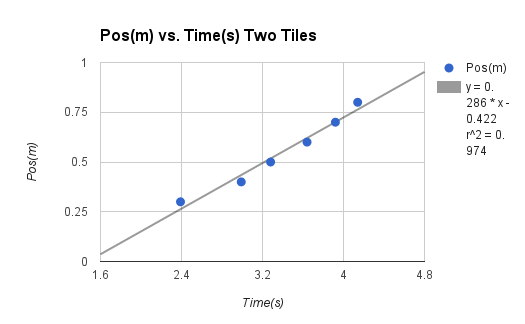 Pos(m) vs. Time(s) Two Tiles
1
0.75
0.5
0.25
0
1.6 2.4 3.2 4 4.8
Pos(m)
Time(s)
Pos(m)
y = 0.
286 * x -
0.422
r^2 = 0.
974